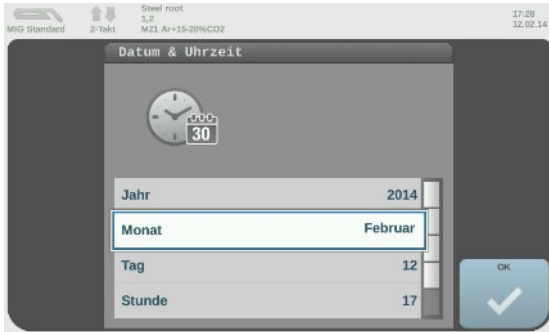 MIG Standard
2-Takt
Steel root
1,2
M21 Ar+15-20%CO2
17:28
12.02.14
Datum & Uhrzeit
30
Jahr 2014
Monat Februar
Tag 12
Stunde 17
OK